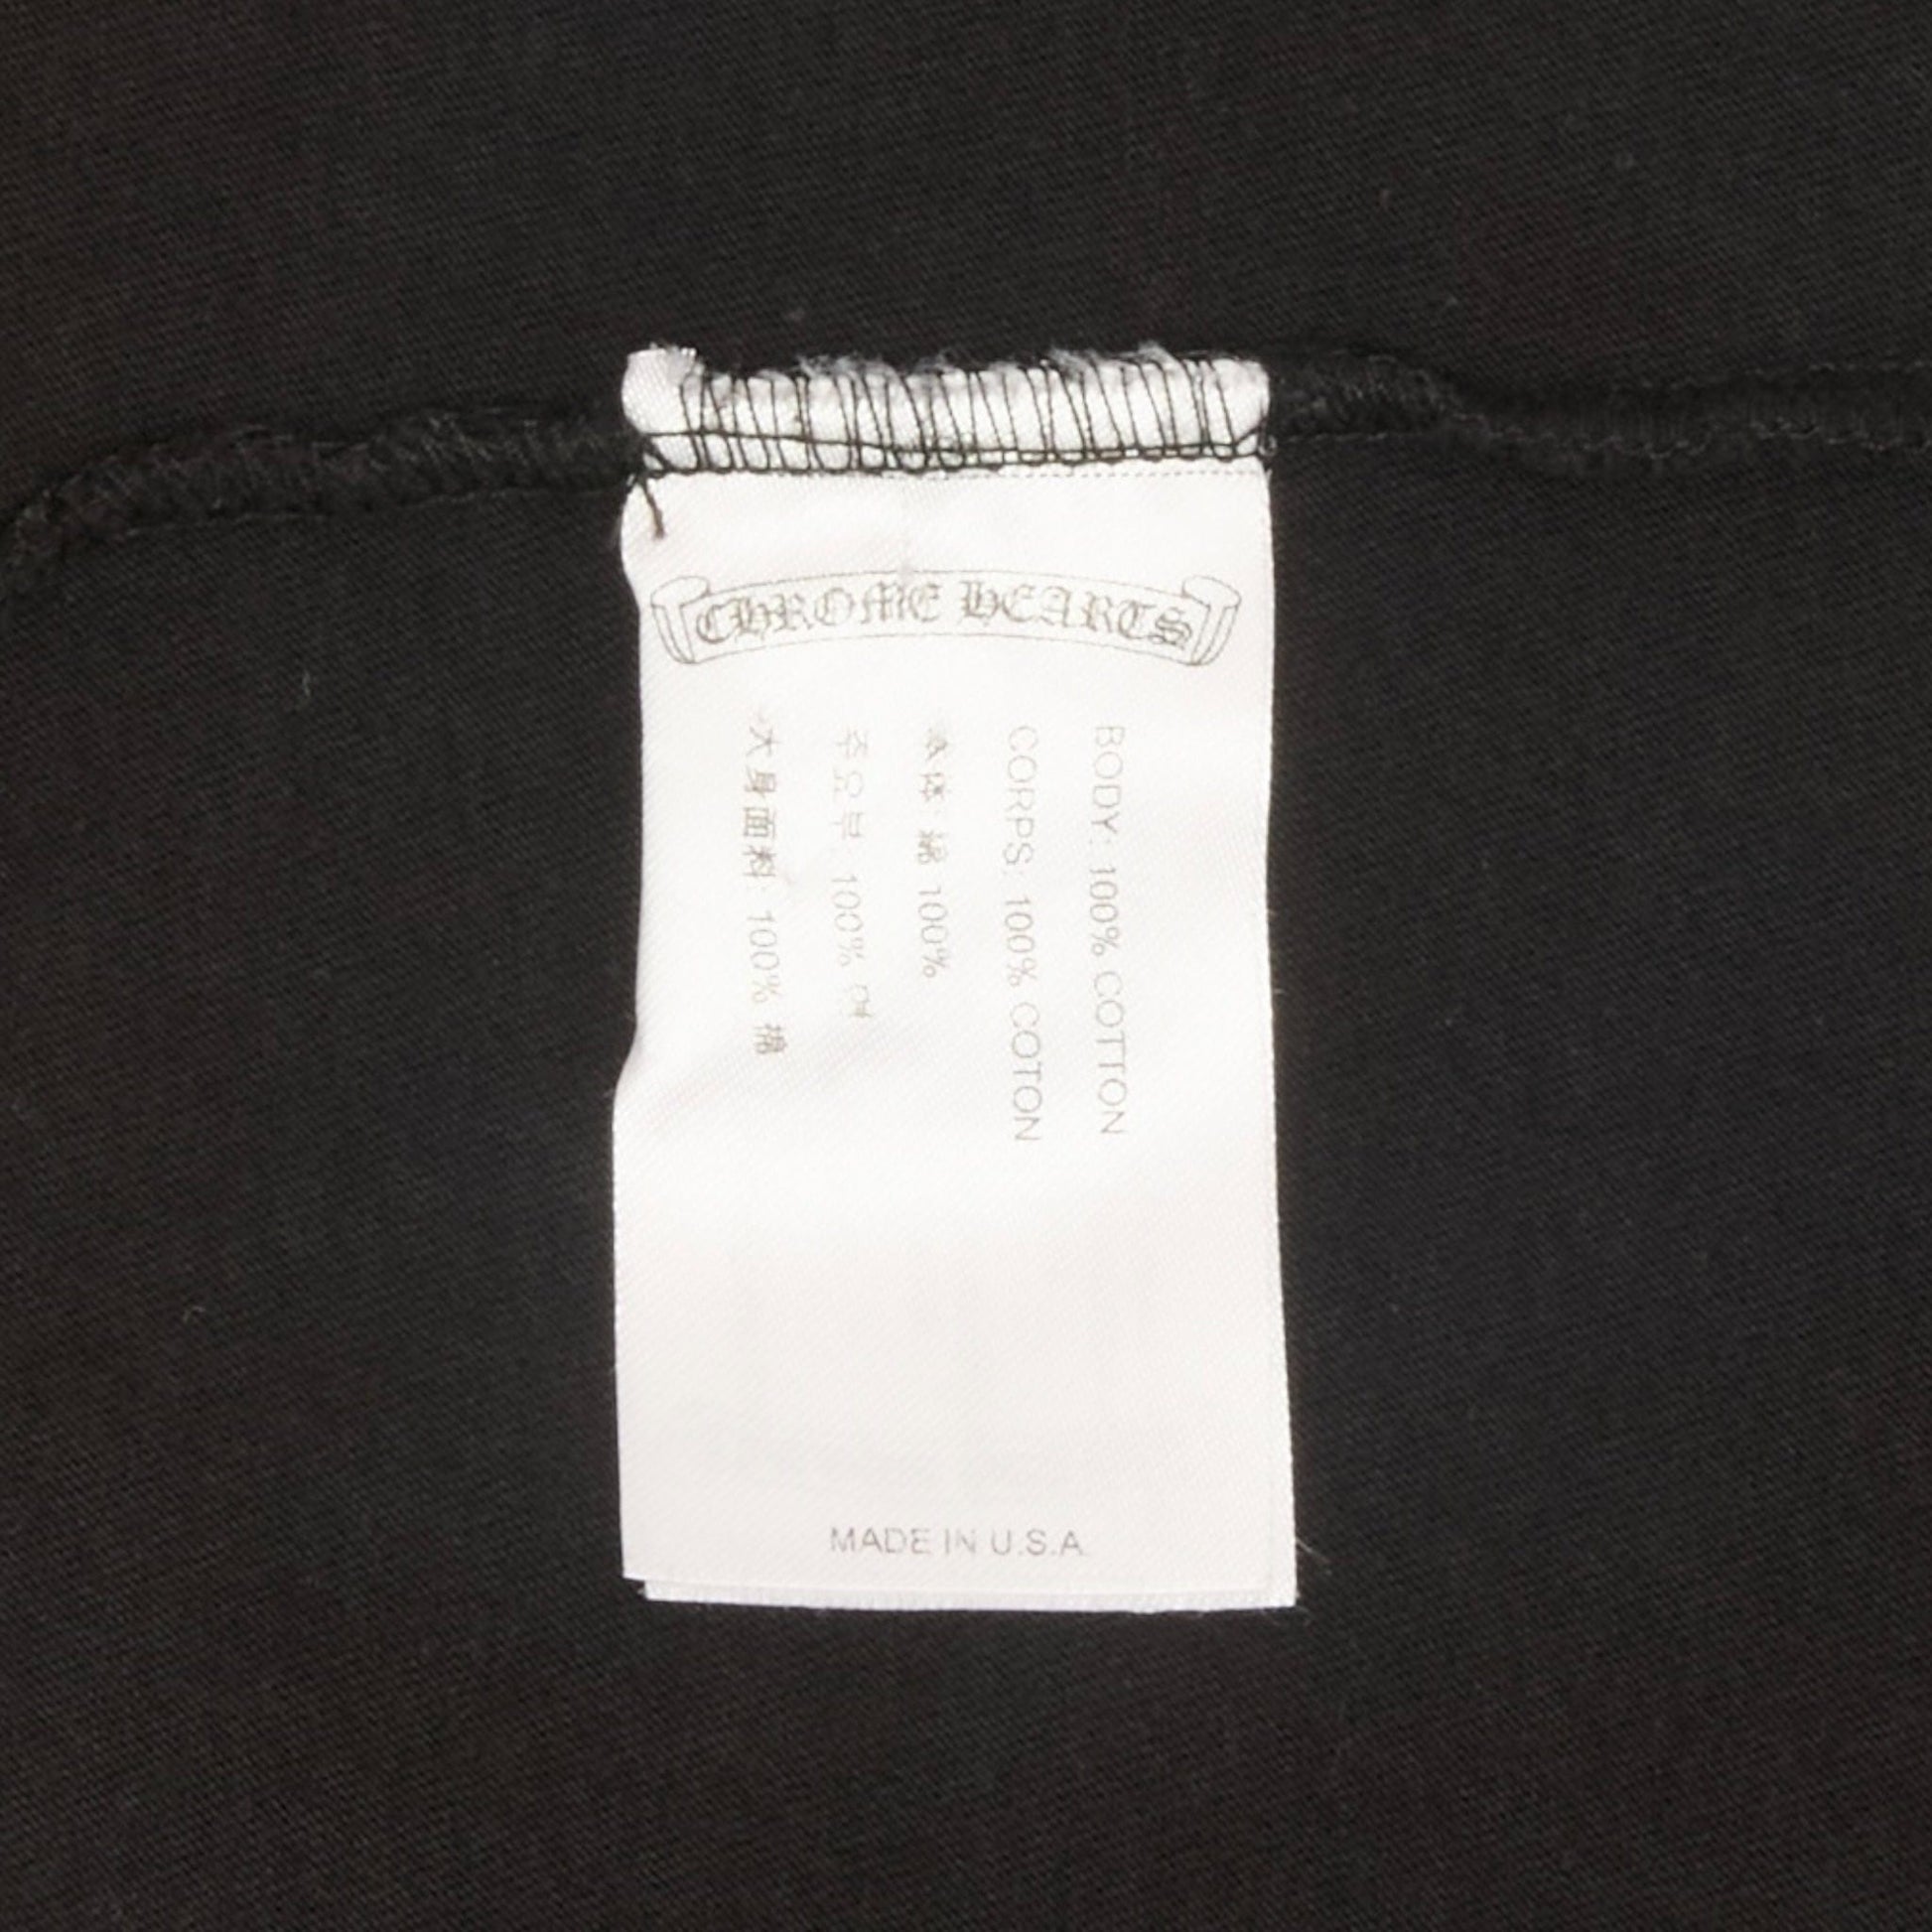 CHROME HEARTS
BODY: 100% COTTON
CORPS: 100% COTON
本体: 綿 100%
주요부: 100% 면
大身面料: 100% 棉
MADE IN U.S.A.